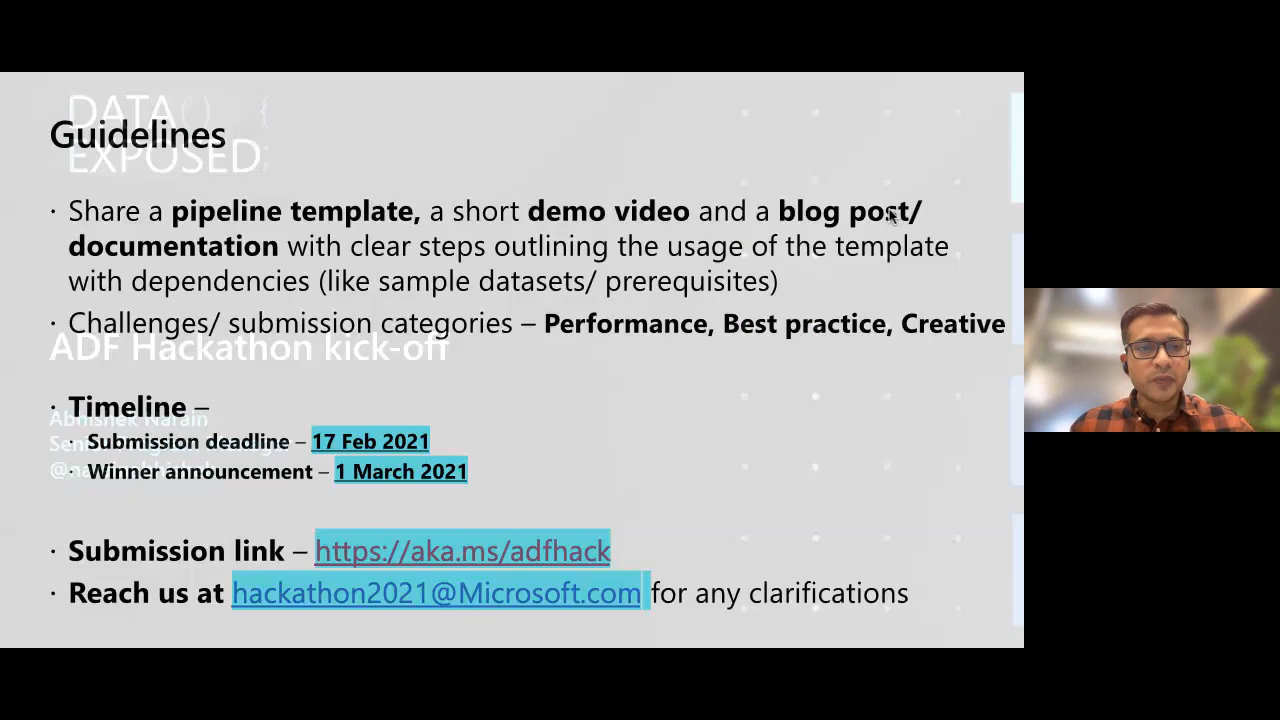 DATA
EXPOSED
Guidelines
· Share a pipeline template, a short demo video and a blog post/
documentation with clear steps outlining the usage of the template
with dependencies (like sample datasets/ prerequisites)
· Challenges/ submission categories – Performance, Best practice, Creative
ADF Hackathon kick-off
· Timeline –
Abhishek Narain
· Submission deadline – 17 Feb 2021
· Winner announcement – 1 March 2021
· Submission link – https://aka.ms/adfhack
· Reach us at hackathon2021@Microsoft.com for any clarifications